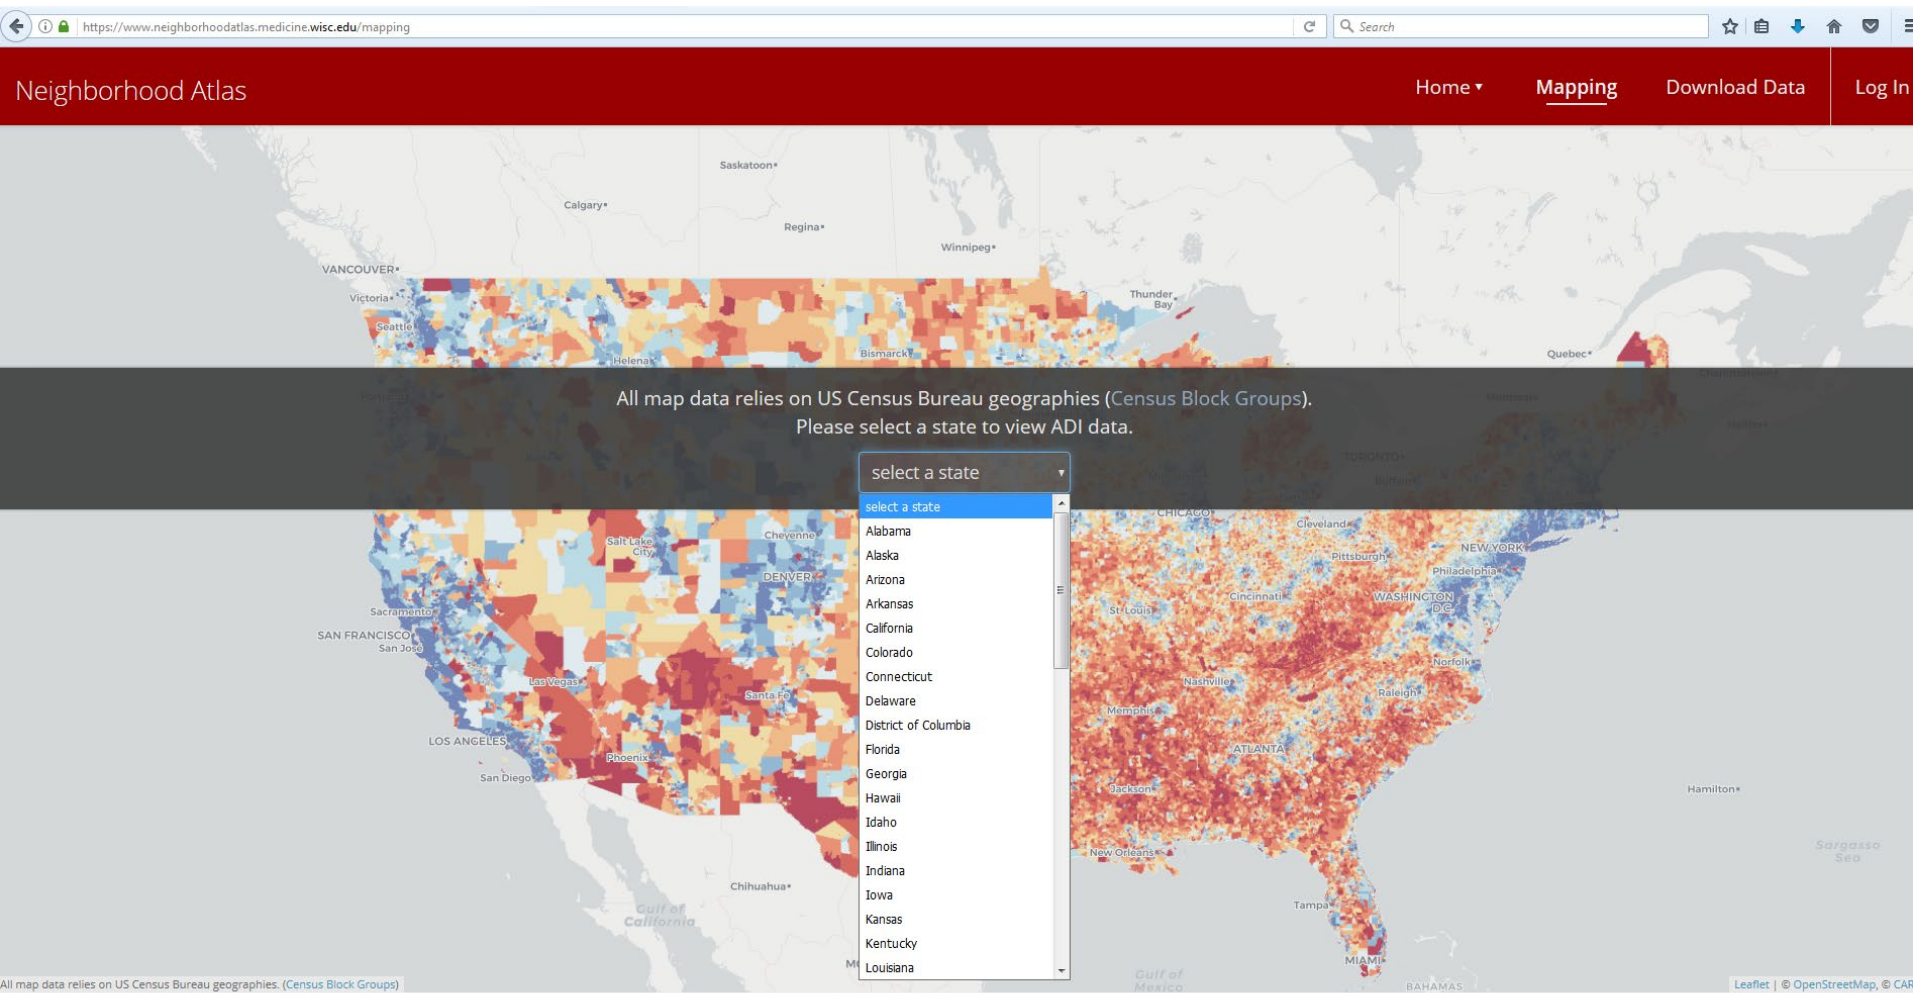 https://www.neighborhoodatlas.medicine.wisc.edu/mapping
Search
Neighborhood Atlas
Home ▾
Mapping
Download Data
Log In
Saskatoon
Calgary
Regina
Winnipeg
VANCOUVER
Victoria
Thunder
Bay
Seattle
Helena
Bismarck
Quebec
All map data relies on US Census Bureau geographies (Census Block Groups).
Please select a state to view ADI data.
TORONTO
select a state
select a state
Alabama
Alaska
Arizona
Arkansas
California
Colorado
Connecticut
Delaware
District of Columbia
Florida
Georgia
Hawaii
Idaho
Illinois
Indiana
Iowa
Kansas
Kentucky
Louisiana
CHICAGO
Cleveland
Salt Lake
City
Cheyenne
NEW YORK
Pittsburgh
Philadelphia
DENVER
Cincinnati
WASHINGTON
D.C.
Sacramento
St. Louis
SAN FRANCISCO
San Jose
Norfolk
Las Vegas
Santa Fe
Nashville
Raleigh
Memphis
LOS ANGELES
ATLANTA
Phoenix
San Diego
Jackson
Hamilton
Sargasso
Sea
New Orleans
Chihuahua
Gulf of
California
Tampa
MIAMI
Gulf of
Mexico
BAHAMAS
All map data relies on US Census Bureau geographies. (Census Block Groups)
Leaflet | © OpenStreetMap, © CAR